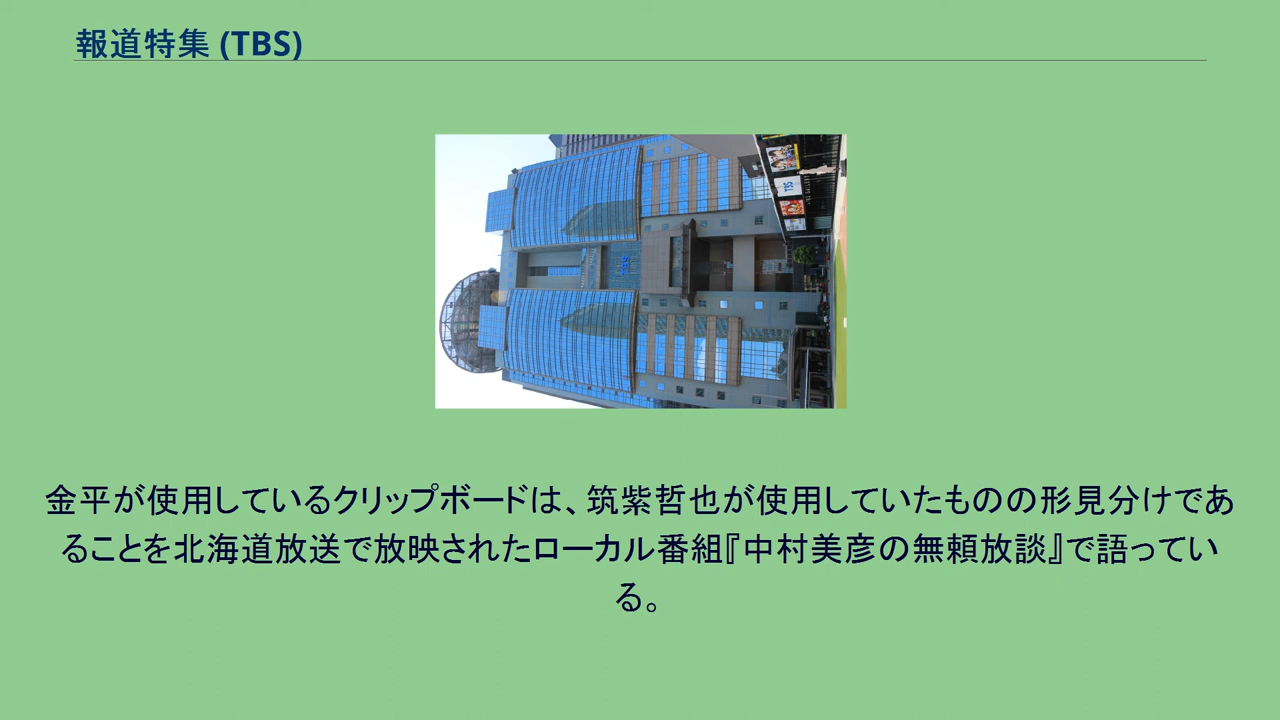 報道特集 (TBS)
TBS
TBS
金平が使用しているクリップボードは、筑紫哲也が使用していたものの形見分けであ
ることを北海道放送で放映されたローカル番組『中村美彦の無頼放談』で語ってい
る。